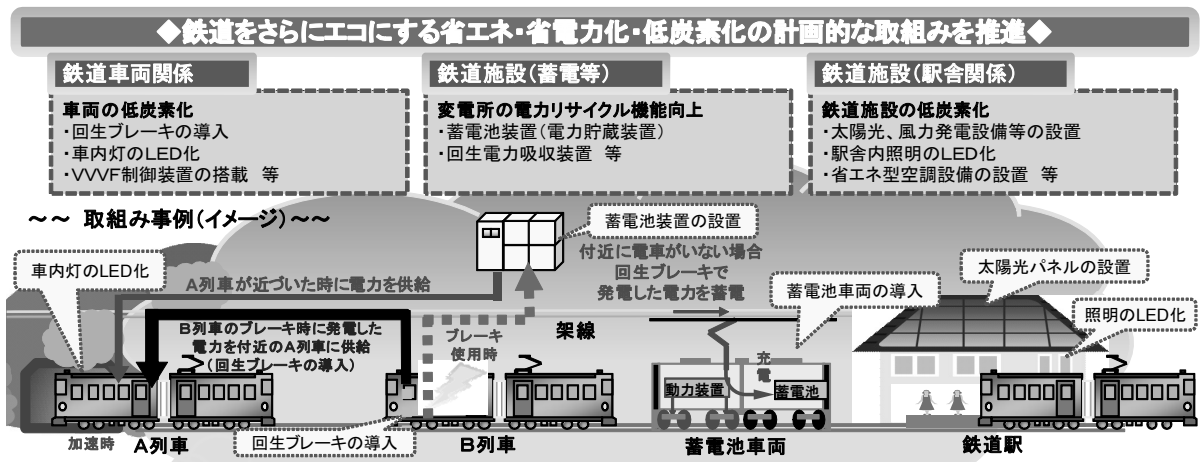 ◆鉄道をさらにエコにする省エネ・省電力化・低炭素化の計画的な取組みを推進◆
鉄道車両関係
車両の低炭素化
・回生ブレーキの導入
・車内灯のLED化
・VVVF制御装置の搭載　等
鉄道施設（蓄電等）
変電所の電力リサイクル機能向上
・蓄電池装置（電力貯蔵装置）
・回生電力吸収装置　等
鉄道施設（駅舎関係）
鉄道施設の低炭素化
・太陽光、風力発電設備等の設置
・駅舎内照明のLED化
・省エネ型空調設備の設置　等
～～ 取組み事例（イメージ）～～
車内灯のLED化
A列車が近づいた時に電力を供給
蓄電池装置の設置
付近に電車がいない場合
回生ブレーキで
発電した電力を蓄電
太陽光パネルの設置
蓄電池車両の導入
照明のLED化
B列車のブレーキ時に発電した
電力を付近のA列車に供給
（回生ブレーキの導入）
ブレーキ
使用時
架線
充電
動力装置
蓄電池
加速時
A列車
回生ブレーキの導入
B列車
蓄電池車両
鉄道駅